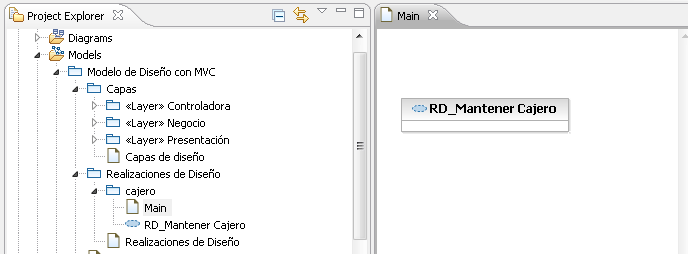 Project Explorer
Diagrams
Models
Modelo de Diseño con MVC
Capas
«Layer» Controladora
«Layer» Negocio
«Layer» Presentación
Capas de diseño
Realizaciones de Diseño
cajero
Main
RD_Mantener Cajero
Realizaciones de Diseño
Main
RD_Mantener Cajero